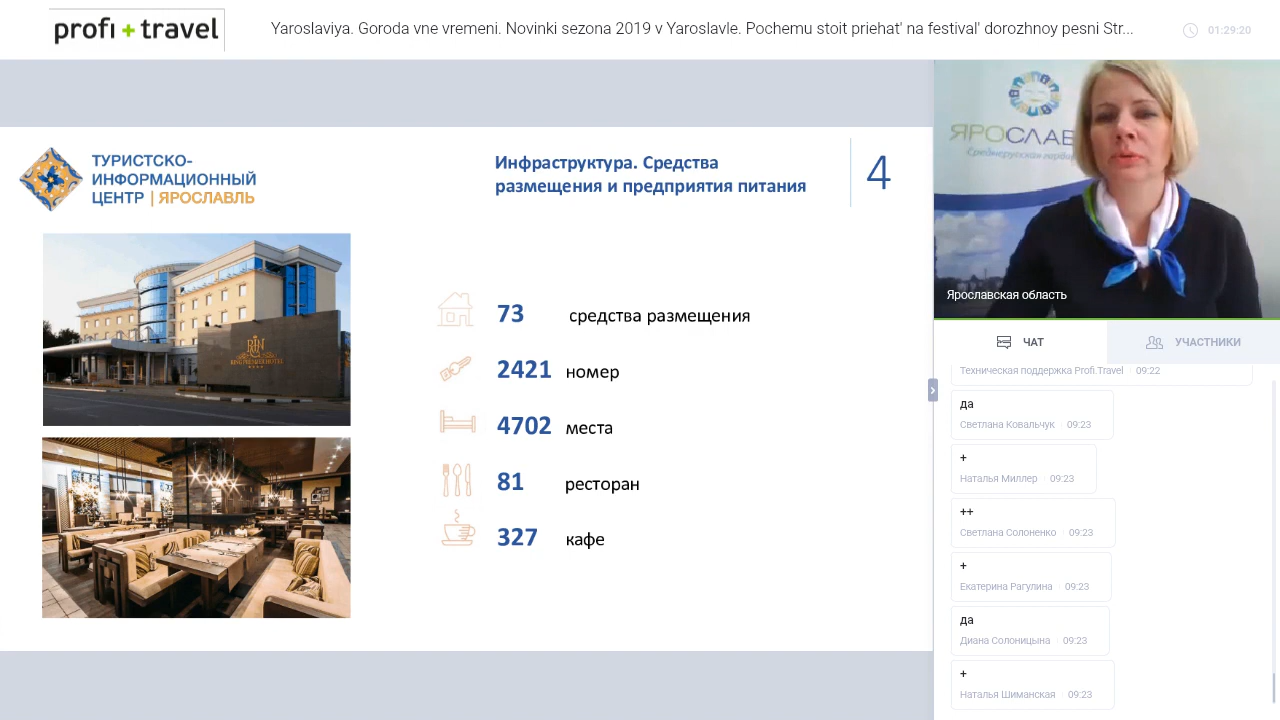 profi + travel
Yaroslaviya. Goroda vne vremeni. Novinki sezona 2019 v Yaroslavle. Pochemu stoit priehat' na festival' dorozhnoy pesni Str...
01:29:20
ТУРИСТСКО-
ИНФОРМАЦИОННЫЙ
ЦЕНТР | ЯРОСЛАВЛЬ
Инфраструктура. Средства
размещения и предприятия питания
4
73 средства размещения
2421 номер
4702 места
81 ресторан
327 кафе
RIN
ЯРОСЛАВ
Ярославская область
ЧАТ
УЧАСТНИКИ
Техническая поддержка Profi.Travel · 09:22
да
Светлана Ковальчук · 09:23
+
Наталья Миллер · 09:23
++
Светлана Солоненко · 09:23
+
Екатерина Рагулина · 09:23
да
Диана Солоницына · 09:23
+
Наталья Шиманская · 09:23